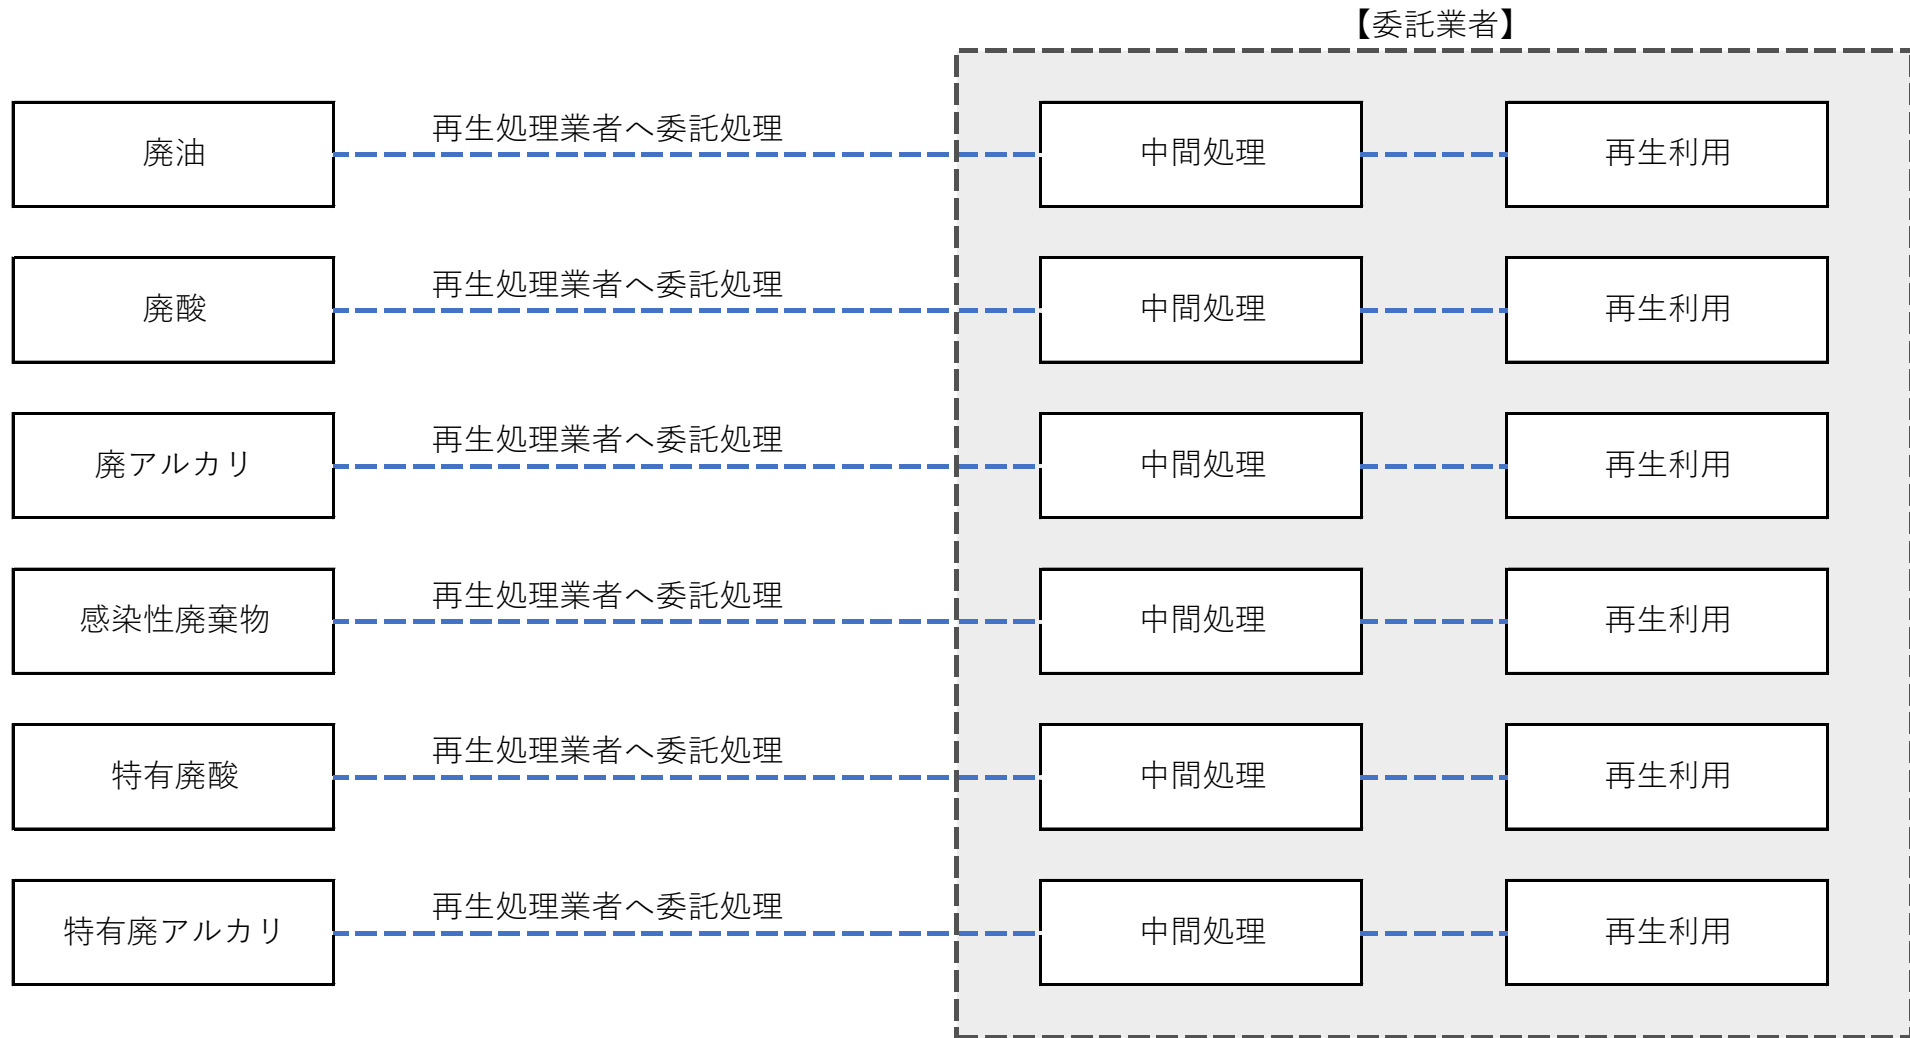 【委託業者】
廃油
再生処理業者へ委託処理
中間処理
再生利用
廃酸
再生処理業者へ委託処理
中間処理
再生利用
廃アルカリ
再生処理業者へ委託処理
中間処理
再生利用
感染性廃棄物
再生処理業者へ委託処理
中間処理
再生利用
特有廃酸
再生処理業者へ委託処理
中間処理
再生利用
特有廃アルカリ
再生処理業者へ委託処理
中間処理
再生利用